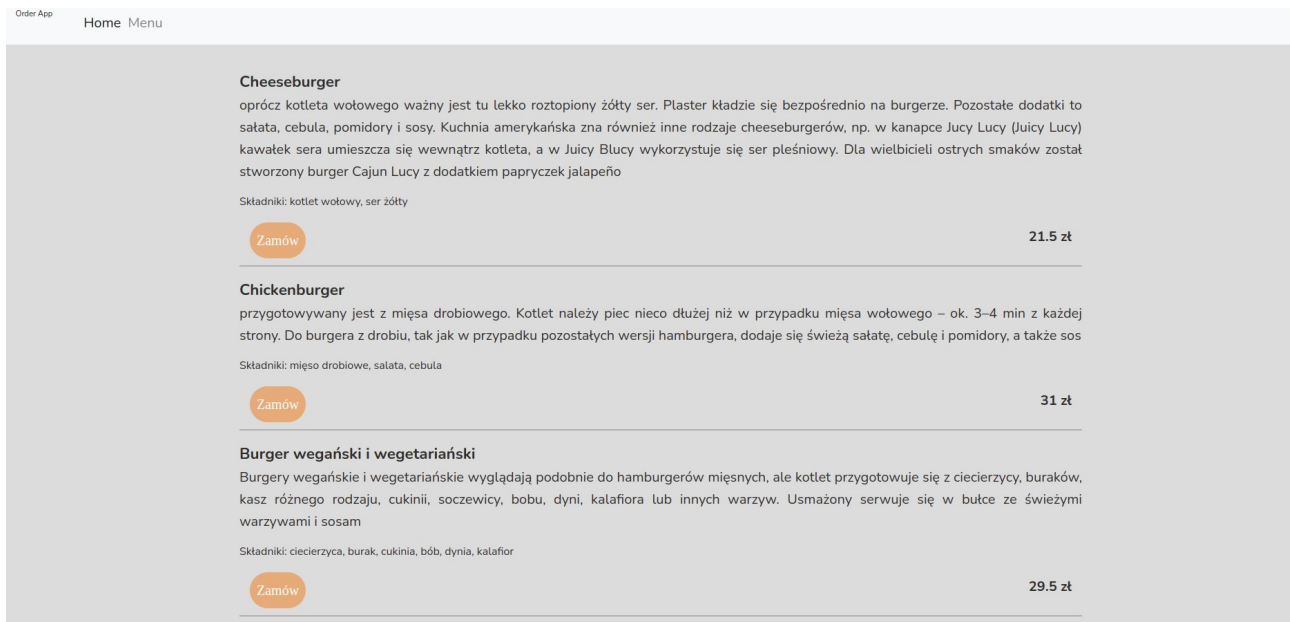 Order App
Home Menu
Cheeseburger
oprócz kotleta wołowego ważny jest tu lekko roztopiony żółty ser. Plaster kładzie się bezpośrednio na burgerze. Pozostałe dodatki to
sałata, cebula, pomidory i sosy. Kuchnia amerykańska zna również inne rodzaje cheeseburgerów, np. w kanapce Jucy Lucy (Juicy Lucy)
kawałek sera umieszcza się wewnątrz kotleta, a w Juicy Blucy wykorzystuje się ser pleśniowy. Dla wielbicieli ostrych smaków został
stworzony burger Cajun Lucy z dodatkiem papryczek jalapeño
Składniki: kotlet wołowy, ser żółty
Zamów 21.5 zł
Chickenburger
przygotowywany jest z mięsa drobiowego. Kotlet należy piec nieco dłużej niż w przypadku mięsa wołowego – ok. 3–4 min z każdej
strony. Do burgera z drobiu, tak jak w przypadku pozostałych wersji hamburgera, dodaje się świeżą sałatę, cebulę i pomidory, a także sos
Składniki: mięso drobiowe, salata, cebula
Zamów 31 zł
Burger wegański i wegetariański
Burgery wegańskie i wegetariańskie wyglądają podobnie do hamburgerów mięsnych, ale kotlet przygotowuje się z ciecierzycy, buraków,
kasz różnego rodzaju, cukinii, soczewicy, bobu, dyni, kalafiora lub innych warzyw. Usmażony serwuje się w bułce ze świeżymi
warzywami i sosam
Składniki: ciecierzyca, burak, cukinia, bób, dynia, kalafior
Zamów 29.5 zł